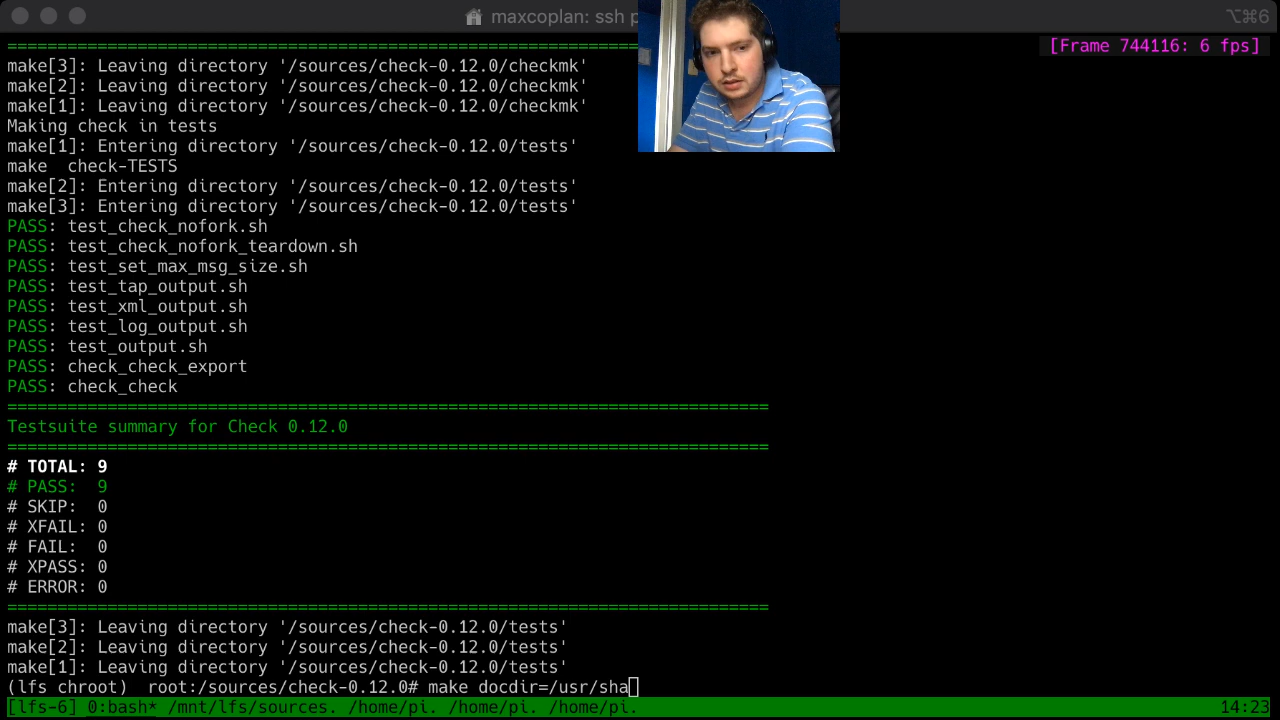 maxcoplan: ssh p
⌥⌘6
[Frame 744116: 6 fps]
============================================================================
make[3]: Leaving directory '/sources/check-0.12.0/checkmk'
make[2]: Leaving directory '/sources/check-0.12.0/checkmk'
make[1]: Leaving directory '/sources/check-0.12.0/checkmk'
Making check in tests
make[1]: Entering directory '/sources/check-0.12.0/tests'
make  check-TESTS
make[2]: Entering directory '/sources/check-0.12.0/tests'
make[3]: Entering directory '/sources/check-0.12.0/tests'
PASS: test_check_nofork.sh
PASS: test_check_nofork_teardown.sh
PASS: test_set_max_msg_size.sh
PASS: test_tap_output.sh
PASS: test_xml_output.sh
PASS: test_log_output.sh
PASS: test_output.sh
PASS: check_check_export
PASS: check_check
============================================================================
Testsuite summary for Check 0.12.0
============================================================================
# TOTAL: 9
# PASS:  9
# SKIP:  0
# XFAIL: 0
# FAIL:  0
# XPASS: 0
# ERROR: 0
============================================================================
make[3]: Leaving directory '/sources/check-0.12.0/tests'
make[2]: Leaving directory '/sources/check-0.12.0/tests'
make[1]: Leaving directory '/sources/check-0.12.0/tests'
(lfs chroot)  root:/sources/check-0.12.0# make docdir=/usr/sha
[lfs-6] 0:bash* /mnt/lfs/sources. /home/pi. /home/pi. /home/pi. 14:23